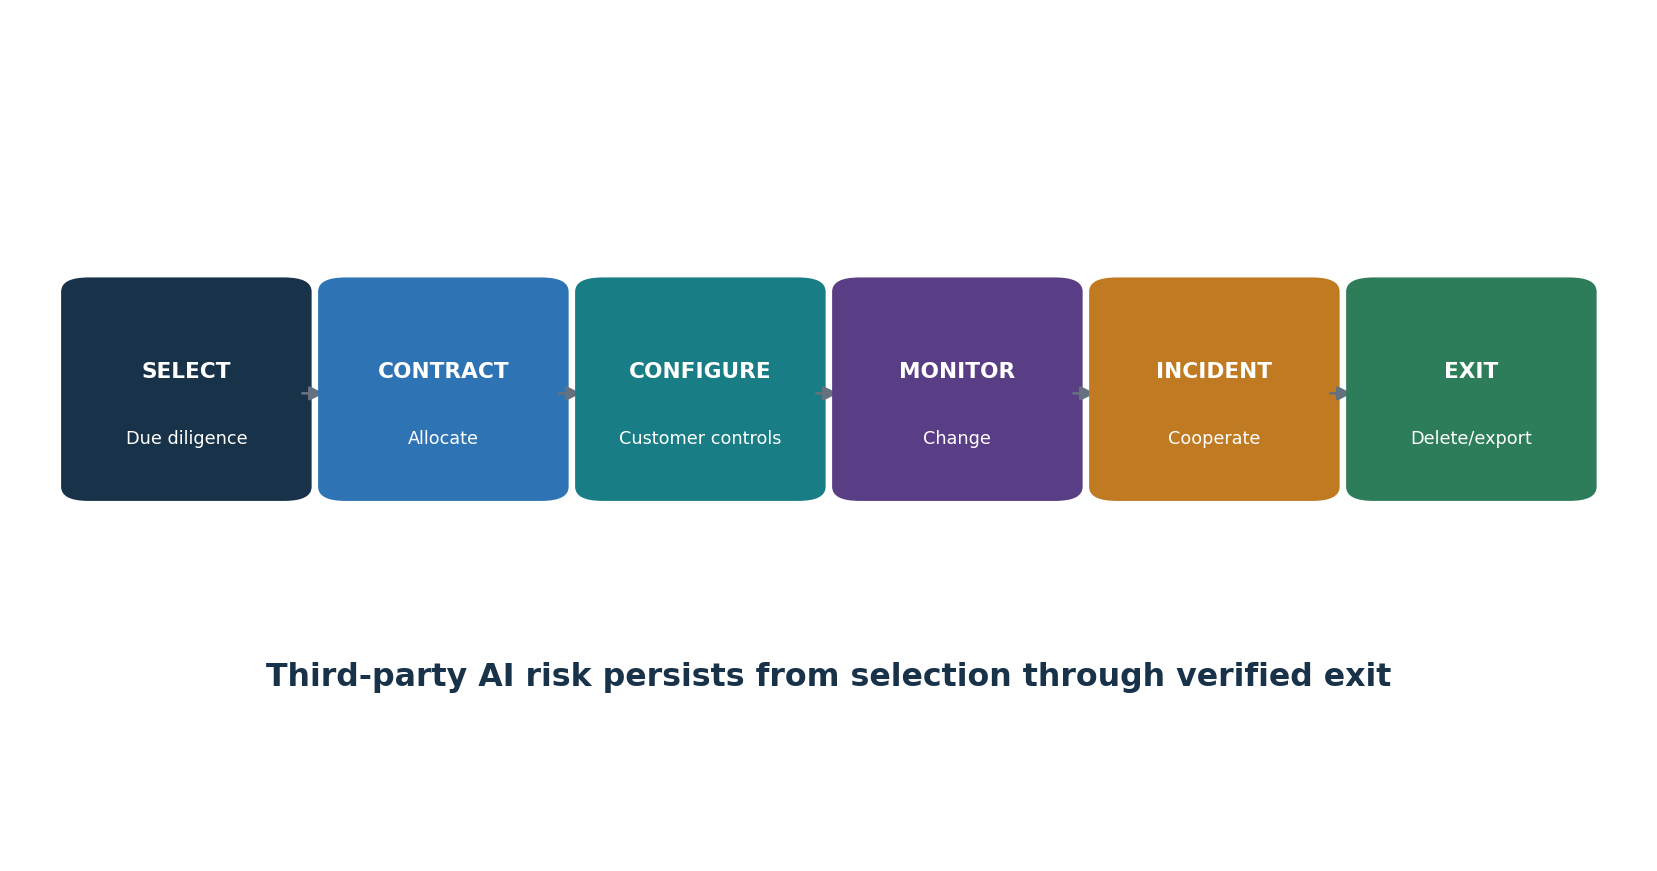 SELECT
Due diligence
CONTRACT
Allocate
CONFIGURE
Customer controls
MONITOR
Change
INCIDENT
Cooperate
EXIT
Delete/export
Third-party AI risk persists from selection through verified exit